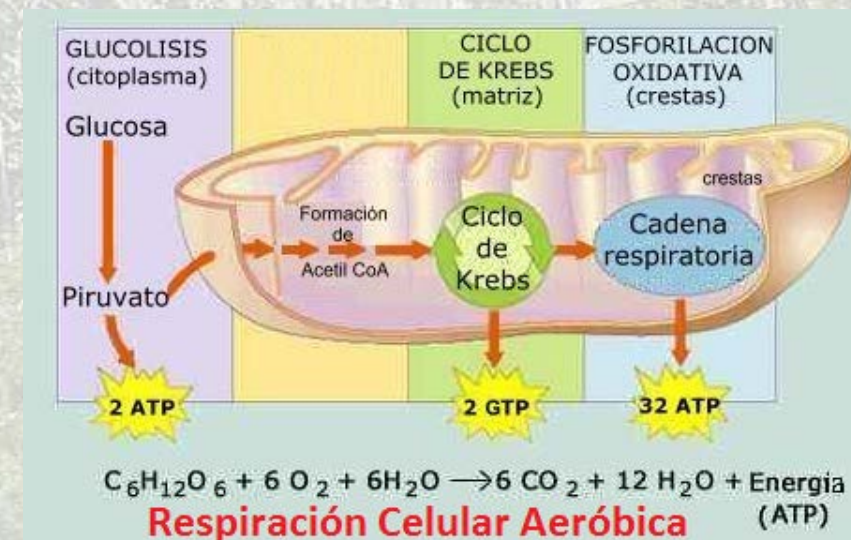 GLUCOLISIS
(citoplasma)
CICLO
DE KREBS
(matriz)
FOSFORILACION
OXIDATIVA
(crestas)
Glucosa
crestas
Formación
de
Acetil CoA
Ciclo
de
Krebs
Cadena
respiratoria
Piruvato
2 ATP
2 GTP
32 ATP
C6H12O6 + 6 O2 + 6H2O → 6 CO2 + 12 H2O + Energía
(ATP)
Respiración Celular Aeróbica